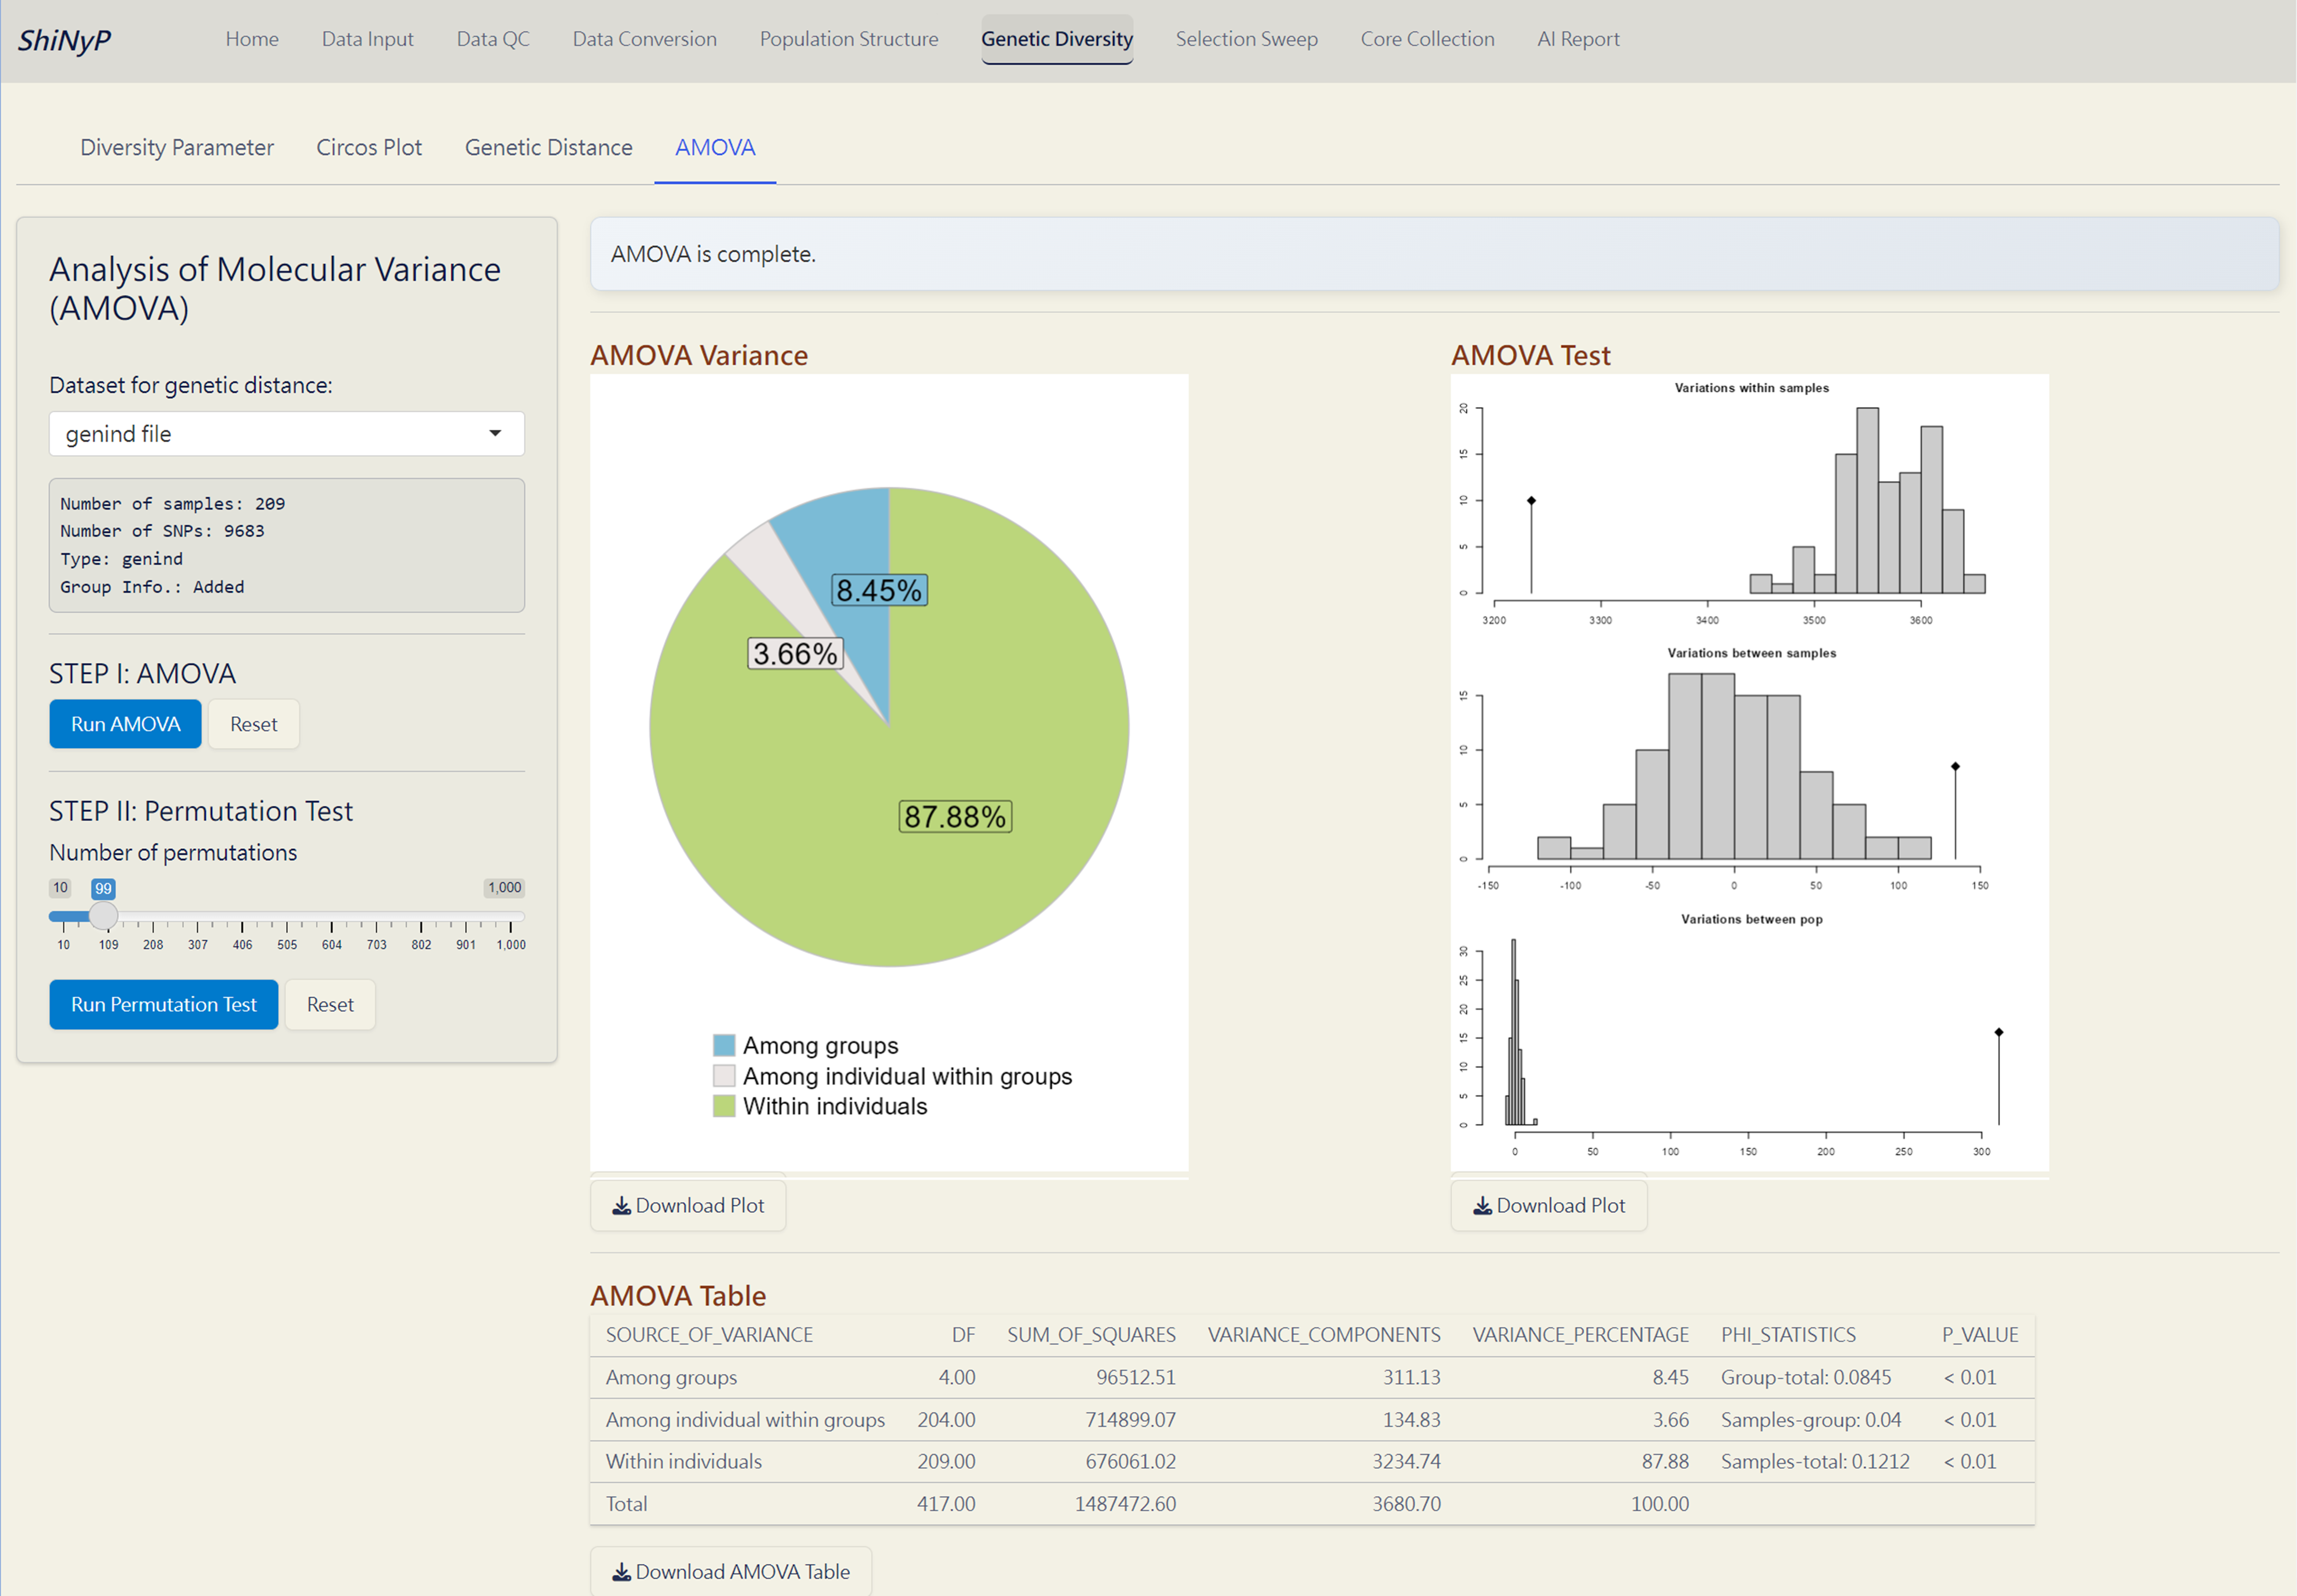 ShiNyP Home Data Input Data QC Data Conversion Population Structure Genetic Diversity Selection Sweep Core Collection AI Report
Diversity Parameter Circos Plot Genetic Distance AMOVA
Analysis of Molecular Variance
(AMOVA)
Dataset for genetic distance:
genind file
Number of samples: 209
Number of SNPs: 9683
Type: genind
Group Info.: Added
STEP I: AMOVA
Run AMOVA Reset
STEP II: Permutation Test
Number of permutations
10 99 1,000
10 109 208 307 406 505 604 703 802 901 1,000
Run Permutation Test Reset
AMOVA is complete.
AMOVA Variance
8.45%
3.66%
87.88%
Among groups
Among individual within groups
Within individuals
Download Plot
AMOVA Test
Variations within samples
20
15
10
5
0
3200 3300 3400 3500 3600
Variations between samples
15
10
5
0
-150 -100 -50 0 50 100 150
Variations between pop
30
25
20
15
10
5
0
0 50 100 150 200 250 300
Download Plot
AMOVA Table
SOURCE_OF_VARIANCE DF SUM_OF_SQUARES VARIANCE_COMPONENTS VARIANCE_PERCENTAGE PHI_STATISTICS P_VALUE
Among groups 4.00 96512.51 311.13 8.45 Group-total: 0.0845 < 0.01
Among individual within groups 204.00 714899.07 134.83 3.66 Samples-group: 0.04 < 0.01
Within individuals 209.00 676061.02 3234.74 87.88 Samples-total: 0.1212 < 0.01
Total 417.00 1487472.60 3680.70 100.00
Download AMOVA Table